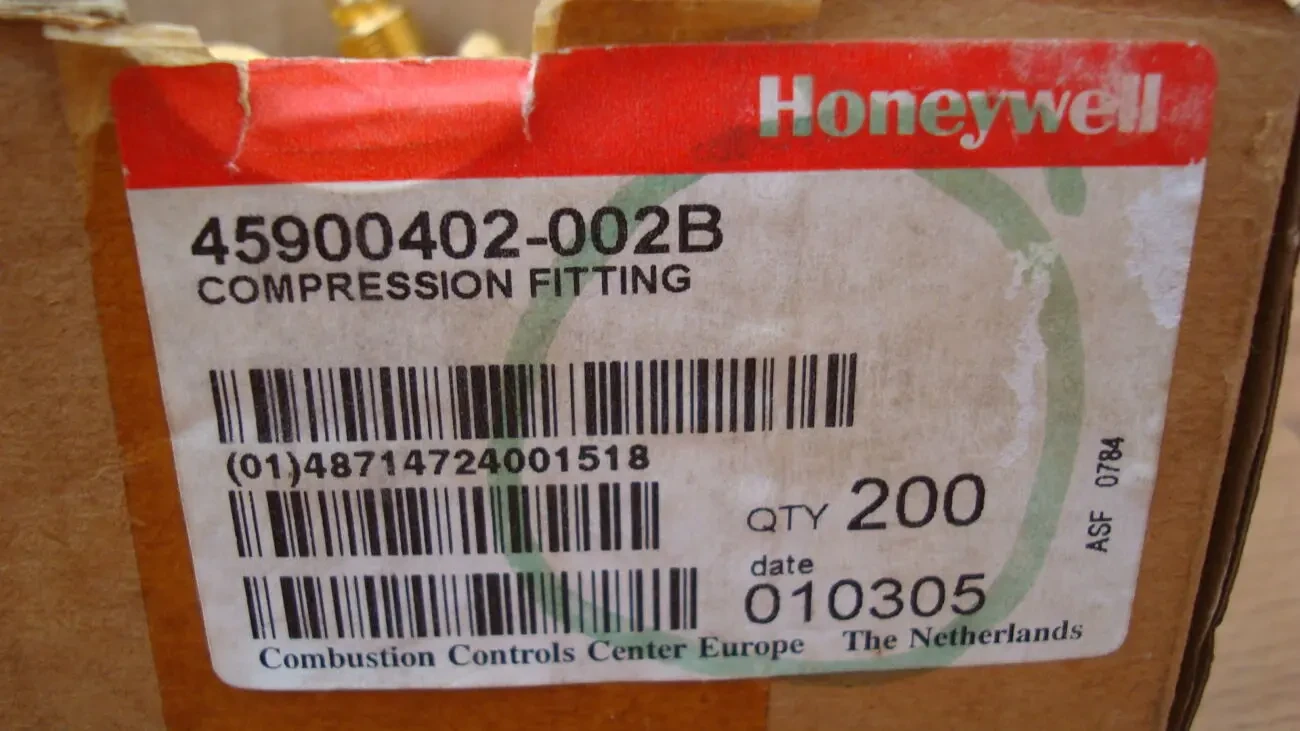 Honeywell
45900402-002B
COMPRESSION FITTING
(01)48714724001518
QTY 200
date
010305
ASF 0784
Combustion Controls Center Europe The Netherlands